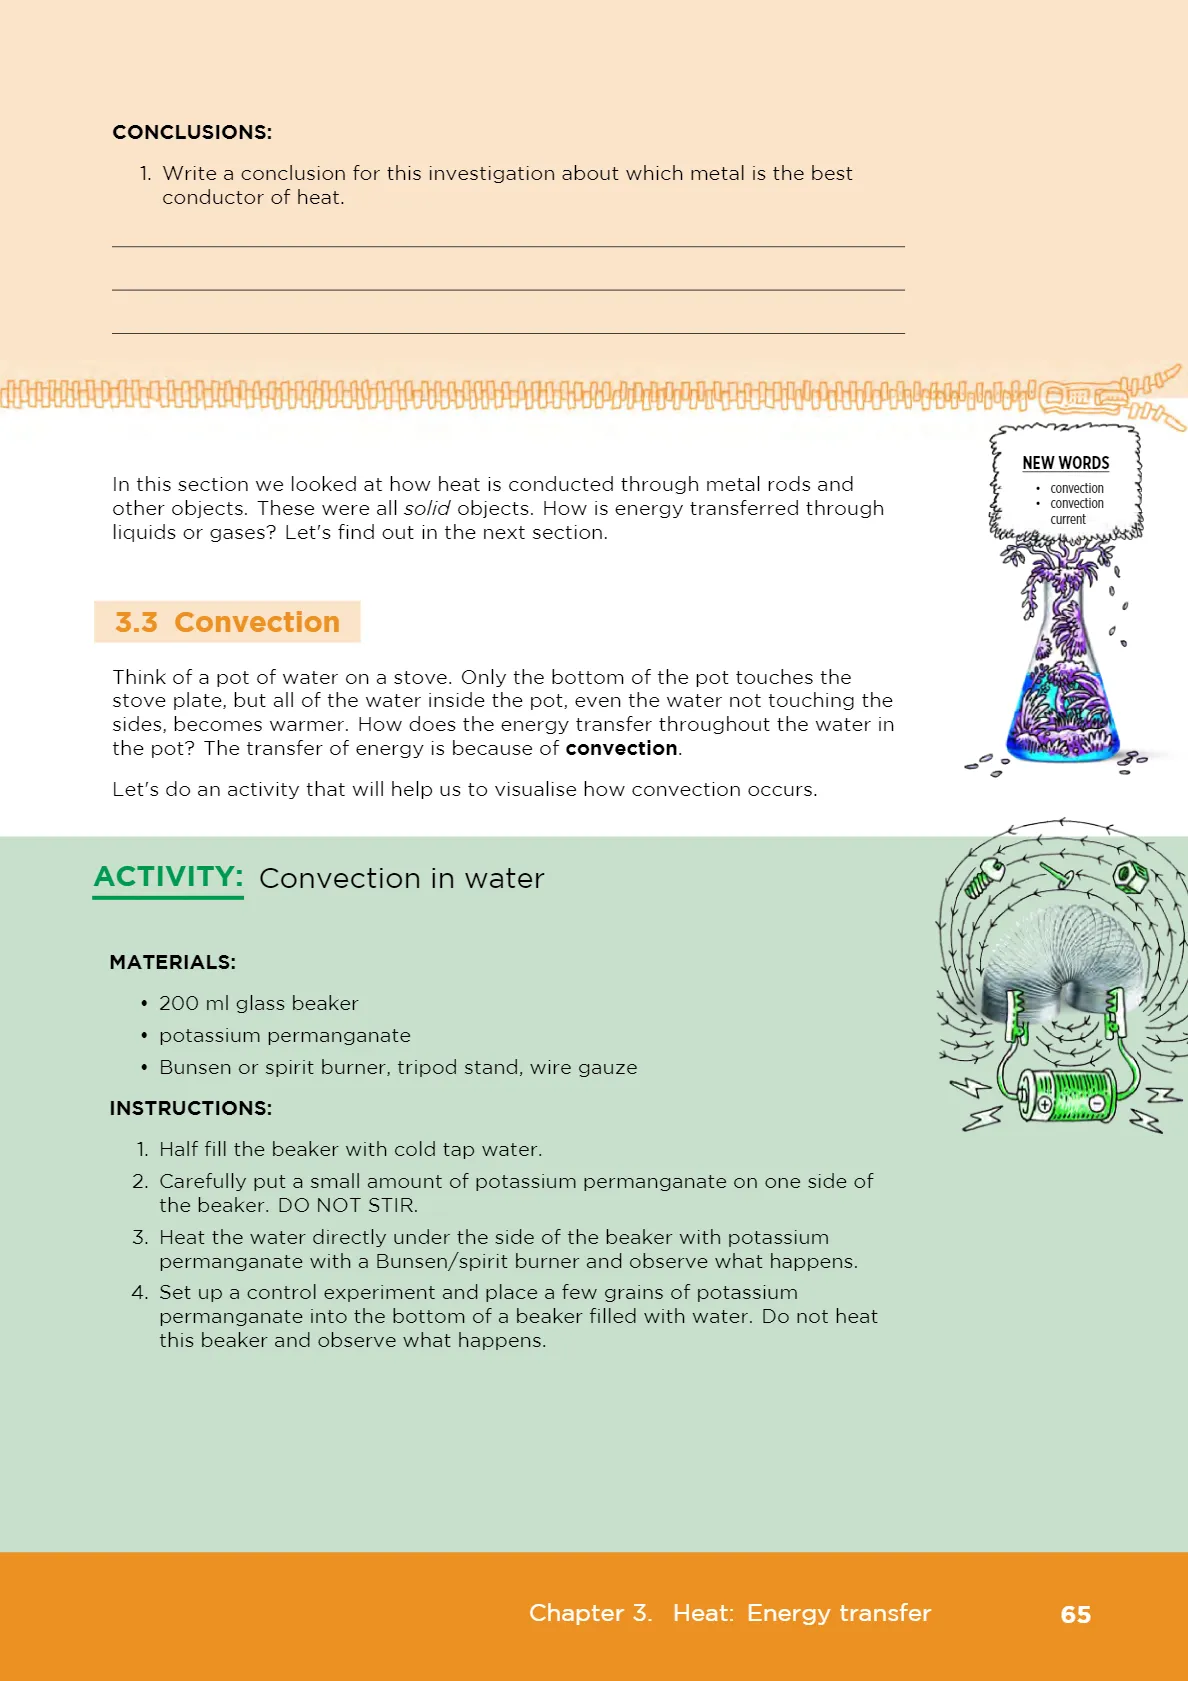 CONCLUSIONS:
1. Write a conclusion for this investigation about which metal is the best
conductor of heat.
In this section we looked at how heat is conducted through metal rods and
other objects. These were all solid objects. How is energy transferred through
liquids or gases? Let's find out in the next section.
NEW WORDS
• convection
• convection
current
3.3 Convection
Think of a pot of water on a stove. Only the bottom of the pot touches the
stove plate, but all of the water inside the pot, even the water not touching the
sides, becomes warmer. How does the energy transfer throughout the water in
the pot? The transfer of energy is because of convection.
Let's do an activity that will help us to visualise how convection occurs.
ACTIVITY: Convection in water
MATERIALS:
• 200 ml glass beaker
• potassium permanganate
• Bunsen or spirit burner, tripod stand, wire gauze
INSTRUCTIONS:
1. Half fill the beaker with cold tap water.
2. Carefully put a small amount of potassium permanganate on one side of
the beaker. DO NOT STIR.
3. Heat the water directly under the side of the beaker with potassium
permanganate with a Bunsen/spirit burner and observe what happens.
4. Set up a control experiment and place a few grains of potassium
permanganate into the bottom of a beaker filled with water. Do not heat
this beaker and observe what happens.
Chapter 3. Heat: Energy transfer 65